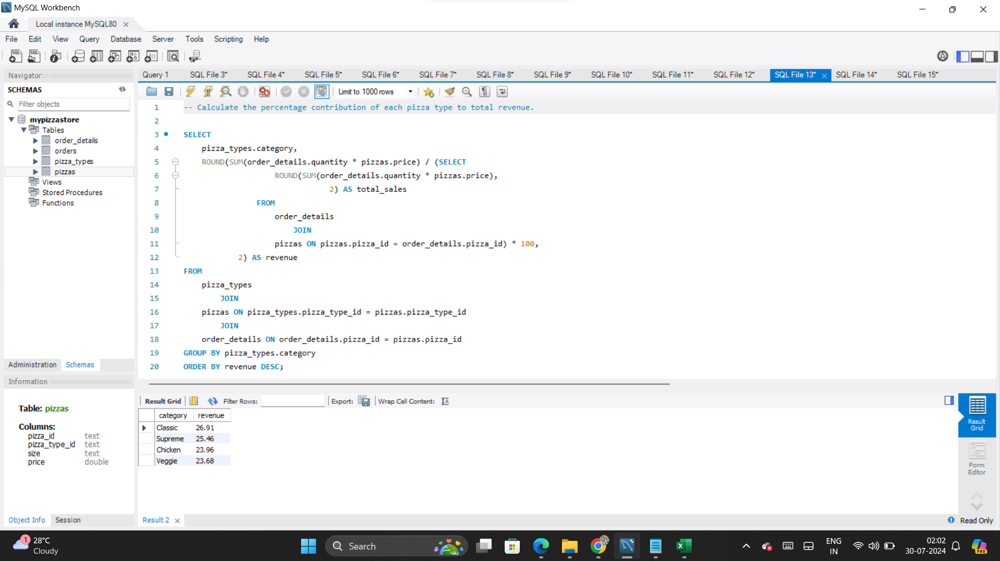 MySQL Workbench
Local instance MySQL80
File Edit View Query Database Server Tools Scripting Help
Navigator
Query 1 SQL File 3* SQL File 4* SQL File 5* SQL File 6* SQL File 7* SQL File 8* SQL File 9* SQL File 10* SQL File 11* SQL File 12* SQL File 13* SQL File 14* SQL File 15*
SCHEMAS
Limit to 1000 rows
Filter objects
mypizzastore
Tables
order_details
orders
pizza_types
pizzas
Views
Stored Procedures
Functions
Administration Schemas
Information
Table: pizzas
Columns:
pizza_id text
pizza_type_id text
size text
price double
Object Info Session
1 -- Calculate the percentage contribution of each pizza type to total revenue.
2
3 SELECT
4 pizza_types.category,
5 ROUND(SUM(order_details.quantity * pizzas.price) / (SELECT
6 ROUND(SUM(order_details.quantity * pizzas.price),
7 2) AS total_sales
8 FROM
9 order_details
10 JOIN
11 pizzas ON pizzas.pizza_id = order_details.pizza_id) * 100,
12 2) AS revenue
13 FROM
14 pizza_types
15 JOIN
16 pizzas ON pizza_types.pizza_type_id = pizzas.pizza_type_id
17 JOIN
18 order_details ON order_details.pizza_id = pizzas.pizza_id
19 GROUP BY pizza_types.category
20 ORDER BY revenue DESC;
Result Grid Filter Rows: Export: Wrap Cell Content:
category revenue
Classic 26.91
Supreme 25.46
Chicken 23.96
Veggie 23.68
Result
Grid
Form
Editor
Result 2
Read Only
1 28°C
Cloudy
Search
ENG
IN
02:02
30-07-2024
PRE